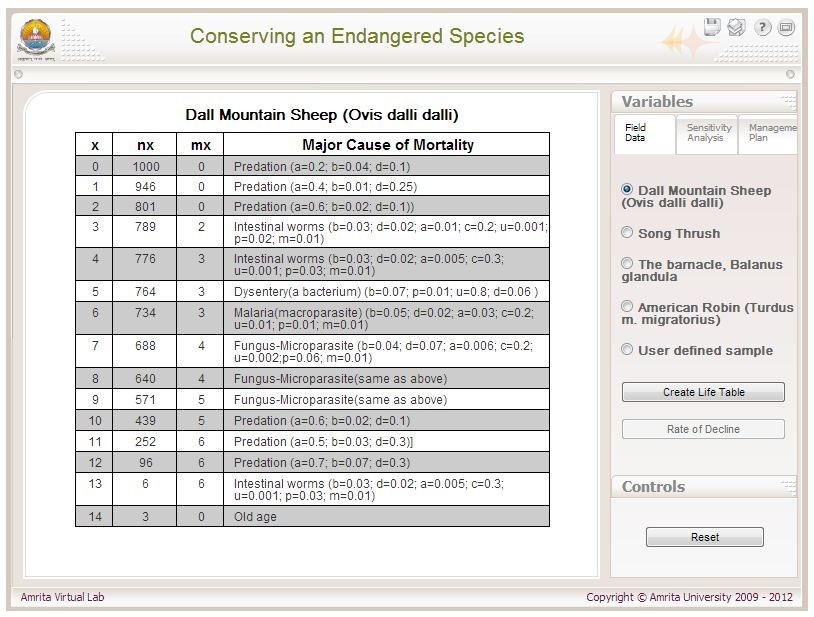 Conserving an Endangered Species
Dall Mountain Sheep (Ovis dalli dalli)
x nx mx Major Cause of Mortality
0 1000 0 Predation (a=0.2; b=0.04; d=0.1)
1 946 0 Predation (a=0.4; b=0.01; d=0.25)
2 801 0 Predation (a=0.6; b=0.02; d=0.1))
3 789 2 Intestinal worms (b=0.03; d=0.02; a=0.01; c=0.2; u=0.001;
p=0.02; m=0.01)
4 776 3 Intestinal worms (b=0.03; d=0.02; a=0.005; c=0.3;
u=0.001; p=0.03; m=0.01)
5 764 3 Dysentery(a bacterium) (b=0.07; p=0.01; u=0.8; d=0.06 )
6 734 3 Malaria(macroparasite) (b=0.05; d=0.02; a=0.03; c=0.2;
u=0.01; p=0.01; m=0.01)
7 688 4 Fungus-Microparasite (b=0.04; d=0.07; a=0.006; c=0.2;
u=0.002;p=0.06; m=0.01)
8 640 4 Fungus-Microparasite(same as above)
9 571 5 Fungus-Microparasite(same as above)
10 439 5 Predation (a=0.6; b=0.02; d=0.1)
11 252 6 Predation (a=0.5; b=0.03; d=0.3)]
12 96 6 Predation (a=0.7; b=0.07; d=0.3)
13 6 6 Intestinal worms (b=0.03; d=0.02; a=0.005; c=0.3;
u=0.001; p=0.03; m=0.01)
14 3 0 Old age
Variables
Field
Data
Sensitivity
Analysis
Manageme
Plan
Dall Mountain Sheep
(Ovis dalli dalli)
Song Thrush
The barnacle, Balanus
glandula
American Robin (Turdus
m. migratorius)
User defined sample
Create Life Table
Rate of Decline
Controls
Reset
Amrita Virtual Lab
Copyright © Amrita University 2009 - 2012